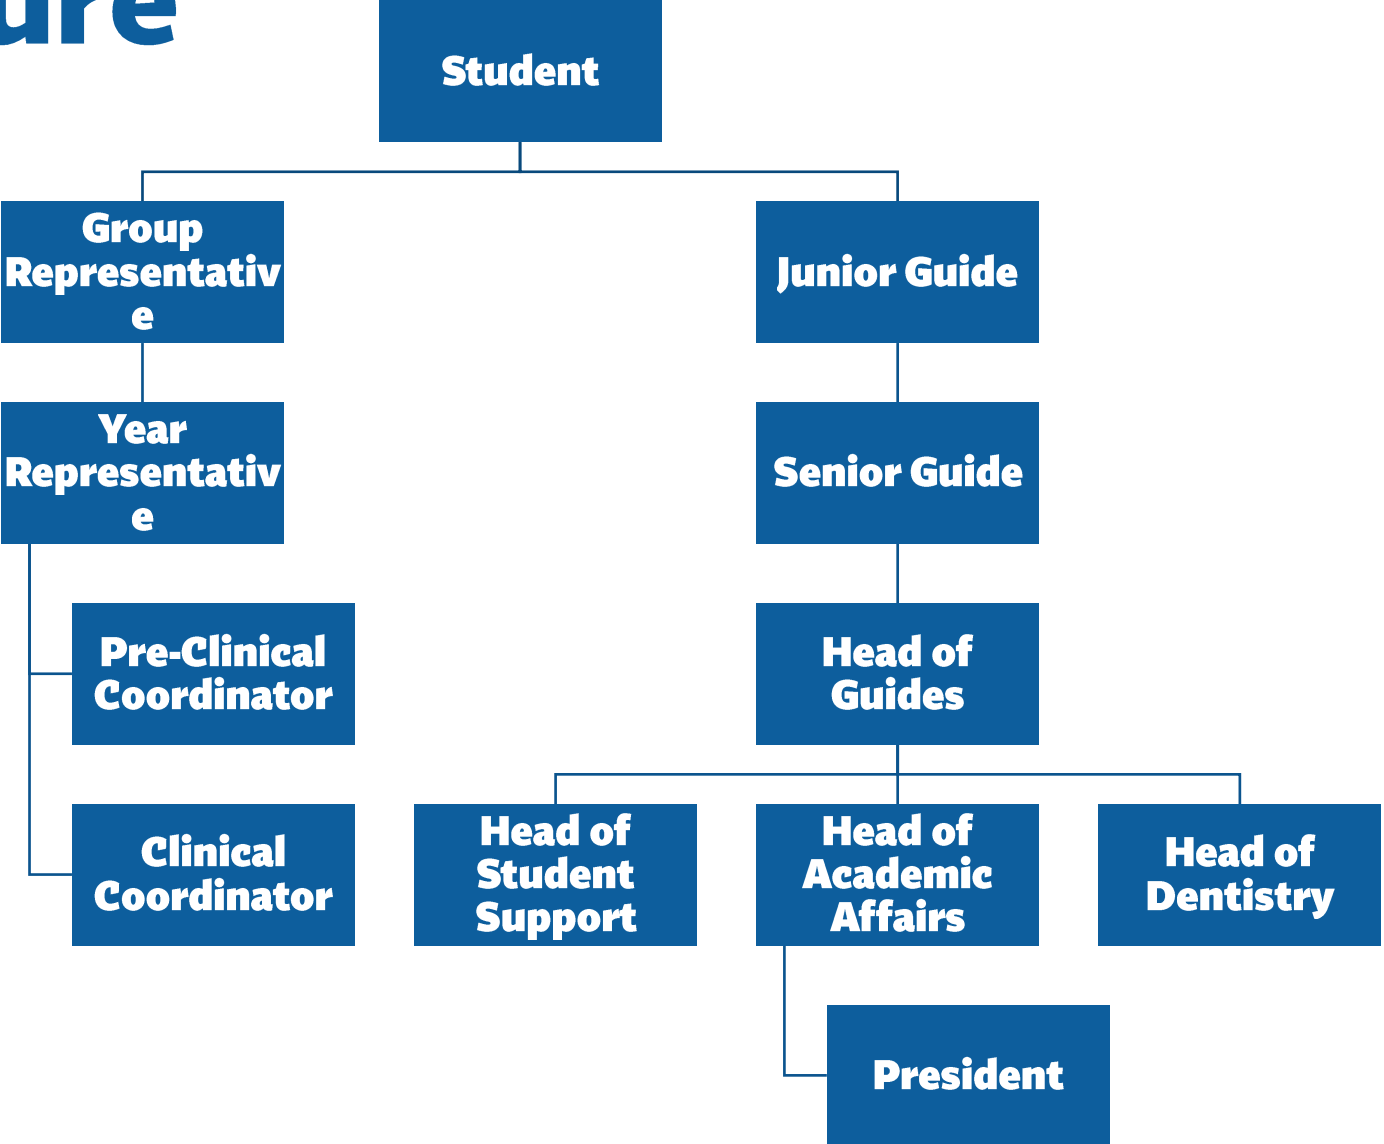 ure
Student
Group
Representativ
e
Junior Guide
Year
Representativ
e
Senior Guide
Pre-Clinical
Coordinator
Head of
Guides
Clinical
Coordinator
Head of
Student
Support
Head of
Academic
Affairs
Head of
Dentistry
President